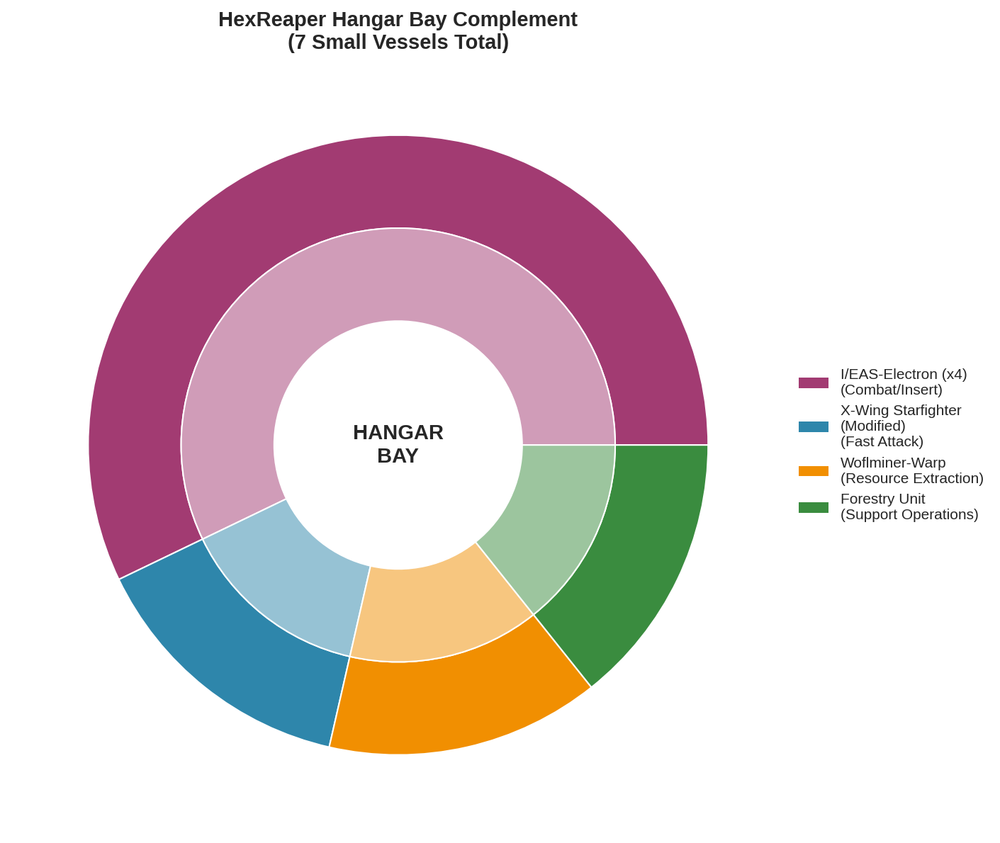 HexReaper Hangar Bay Complement
(7 Small Vessels Total)
HANGAR
BAY
I/EAS-Electron (x4)
(Combat/Insert)
X-Wing Starfighter
(Modified)
(Fast Attack)
Woflminer-Warp
(Resource Extraction)
Forestry Unit
(Support Operations)